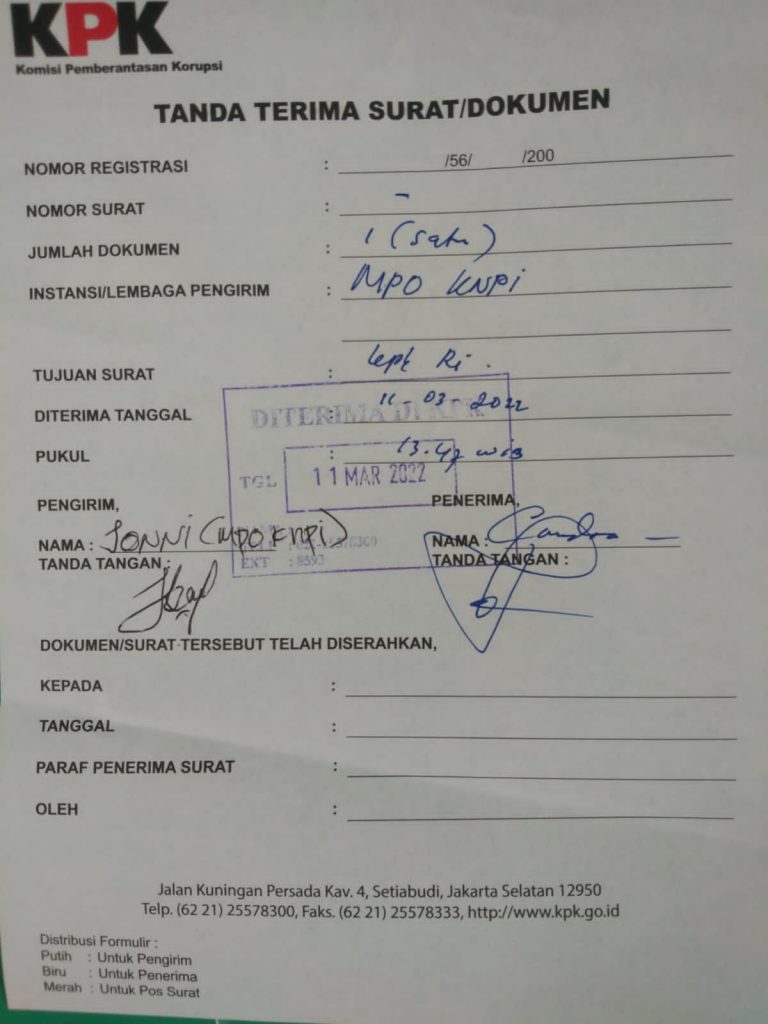 KPK
Komisi Pemberantasan Korupsi
TANDA TERIMA SURAT/DOKUMEN
NOMOR REGISTRASI : /56/ /200
NOMOR SURAT : -
JUMLAH DOKUMEN : 1 (Satu)
INSTANSI/LEMBAGA PENGIRIM : MPO KNPI
TUJUAN SURAT : KPK RI.
DITERIMA TANGGAL : 11-03-2022
DITERIMA DI KPK
PUKUL : 13.47 WIB
TGL 11 MAR 2022
PENGIRIM, PENERIMA,
NAMA : JONNI (MPO KNPI) NAMA :
TANDA TANGAN : TANDA TANGAN :
EXT : 8593
DOKUMEN/SURAT TERSEBUT TELAH DISERAHKAN,
KEPADA :
TANGGAL :
PARAF PENERIMA SURAT :
OLEH :
Jalan Kuningan Persada Kav. 4, Setiabudi, Jakarta Selatan 12950
Telp. (62 21) 25578300, Faks. (62 21) 25578333, http://www.kpk.go.id
Distribusi Formulir :
Putih : Untuk Pengirim
Biru : Untuk Penerima
Merah : Untuk Pos Surat